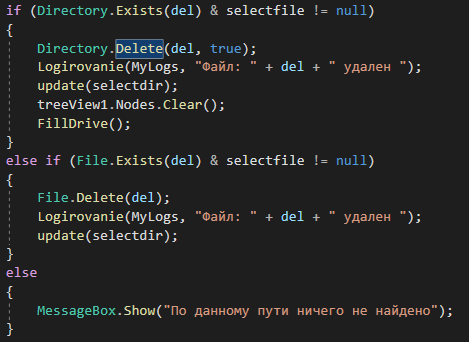 if (Directory.Exists(del) & selectfile != null)
{
Directory.Delete(del, true);
Logirovanie(MyLogs, "Файл: " + del + " удален ");
update(selectdir);
treeView1.Nodes.Clear();
FillDrive();
}
else if (File.Exists(del) & selectfile != null)
{
File.Delete(del);
Logirovanie(MyLogs, "Файл: " + del + " удален ");
update(selectdir);
}
else
{
MessageBox.Show("По данному пути ничего не найдено");
}